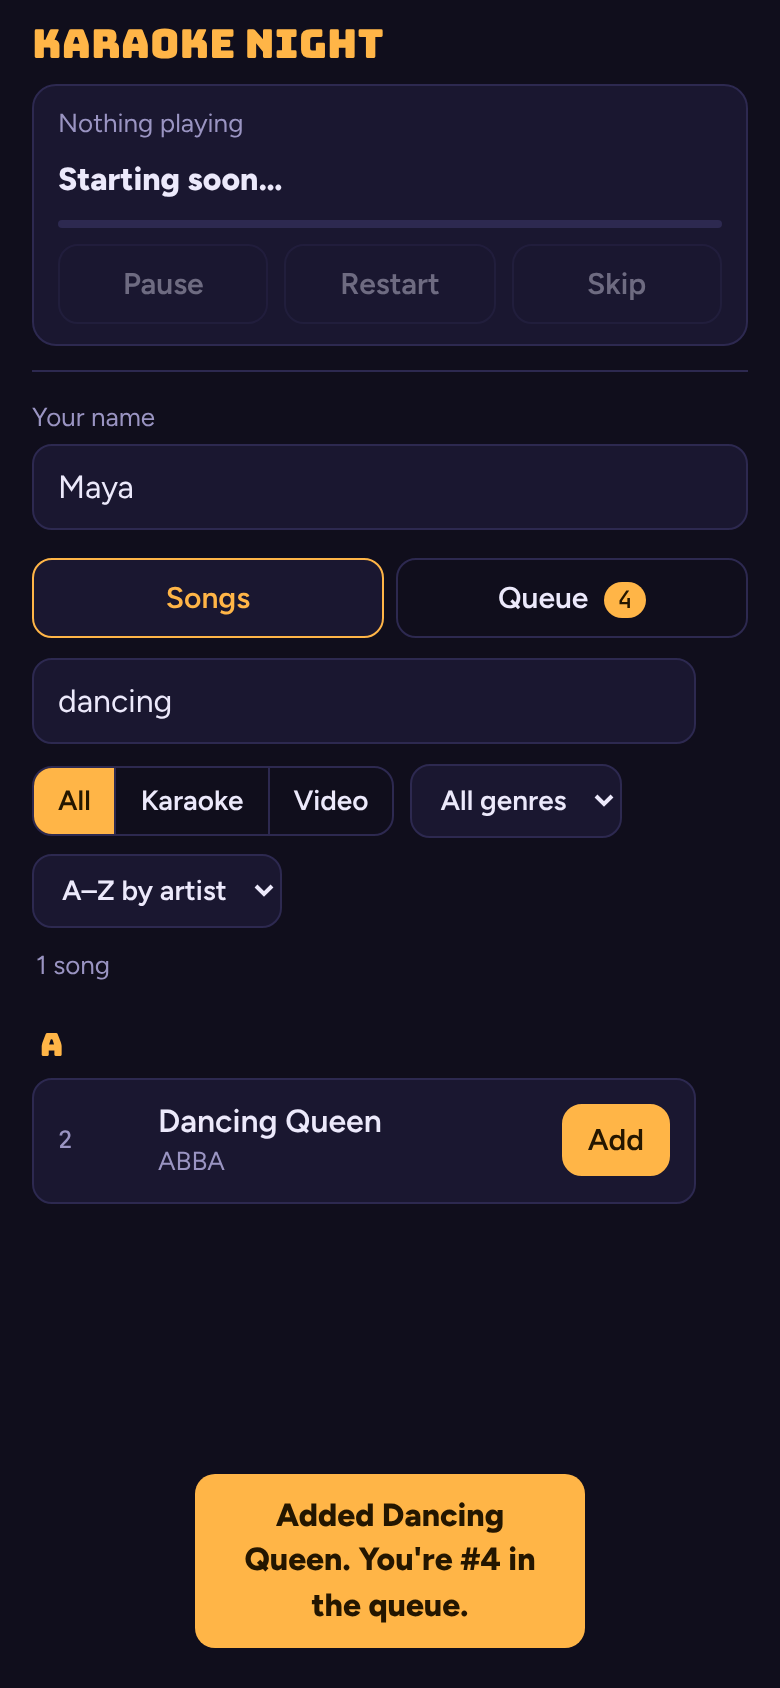 KARAOKE NIGHT
Nothing playing
Starting soon...
Pause Restart Skip
Your name
Maya
Songs Queue 4
dancing
All Karaoke Video All genres
A–Z by artist
1 song
A
2 Dancing Queen Add
ABBA
Added Dancing
Queen. You're #4 in
the queue.